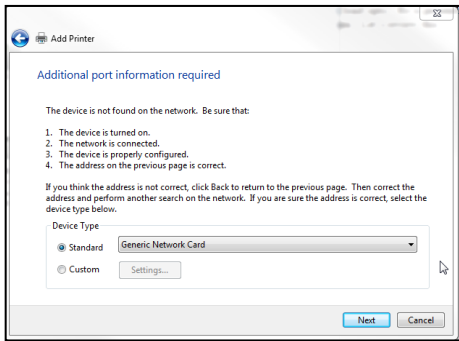 Add Printer
Additional port information required
The device is not found on the network. Be sure that:
1. The device is turned on.
2. The network is connected.
3. The device is properly configured.
4. The address on the previous page is correct.
If you think the address is not correct, click Back to return to the previous page. Then correct the
address and perform another search on the network. If you are sure the address is correct, select the
device type below.
Device Type
Standard Generic Network Card
Custom Settings...
Next Cancel